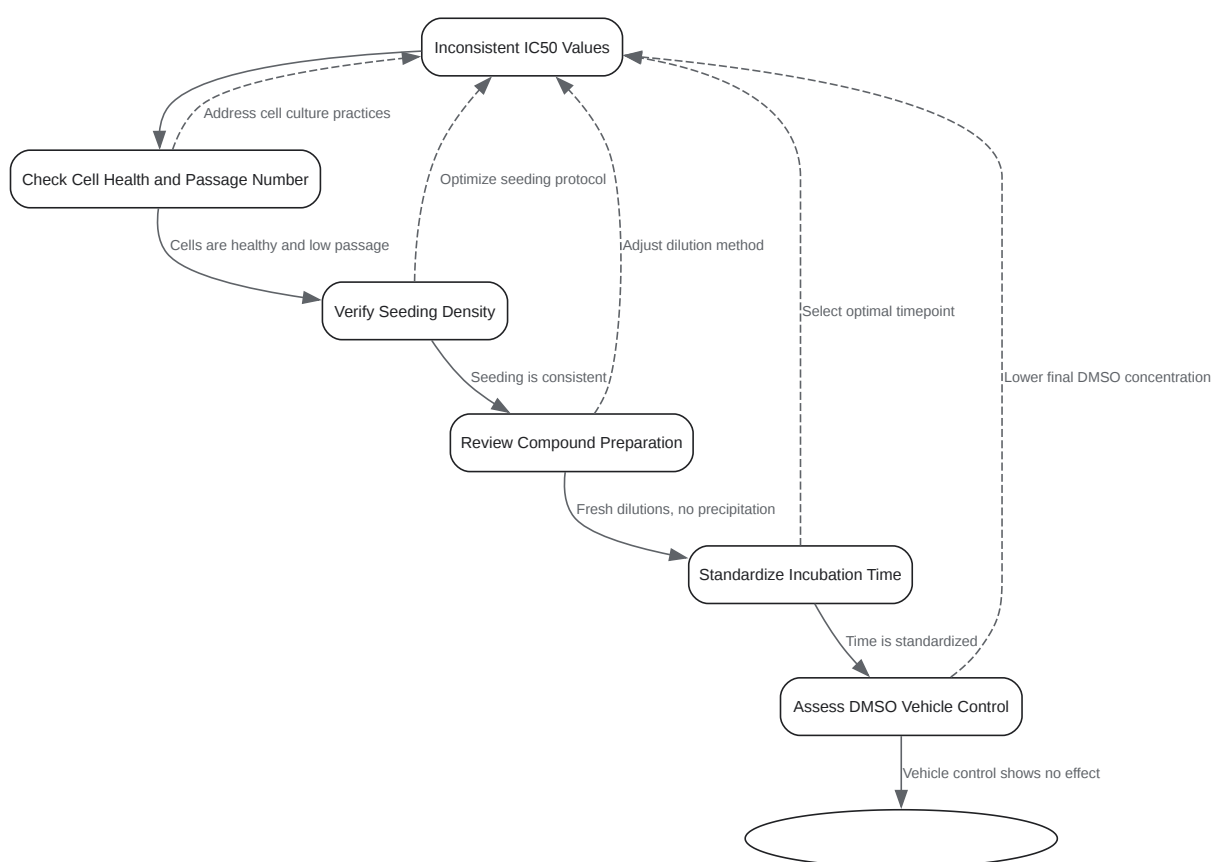 Inconsistent IC50 Values
Address cell culture practices
Check Cell Health and Passage Number
Optimize seeding protocol
Cells are healthy and low passage
Adjust dilution method
Verify Seeding Density
Select optimal timepoint
Seeding is consistent
Lower final DMSO concentration
Review Compound Preparation
Fresh dilutions, no precipitation
Standardize Incubation Time
Time is standardized
Assess DMSO Vehicle Control
Vehicle control shows no effect